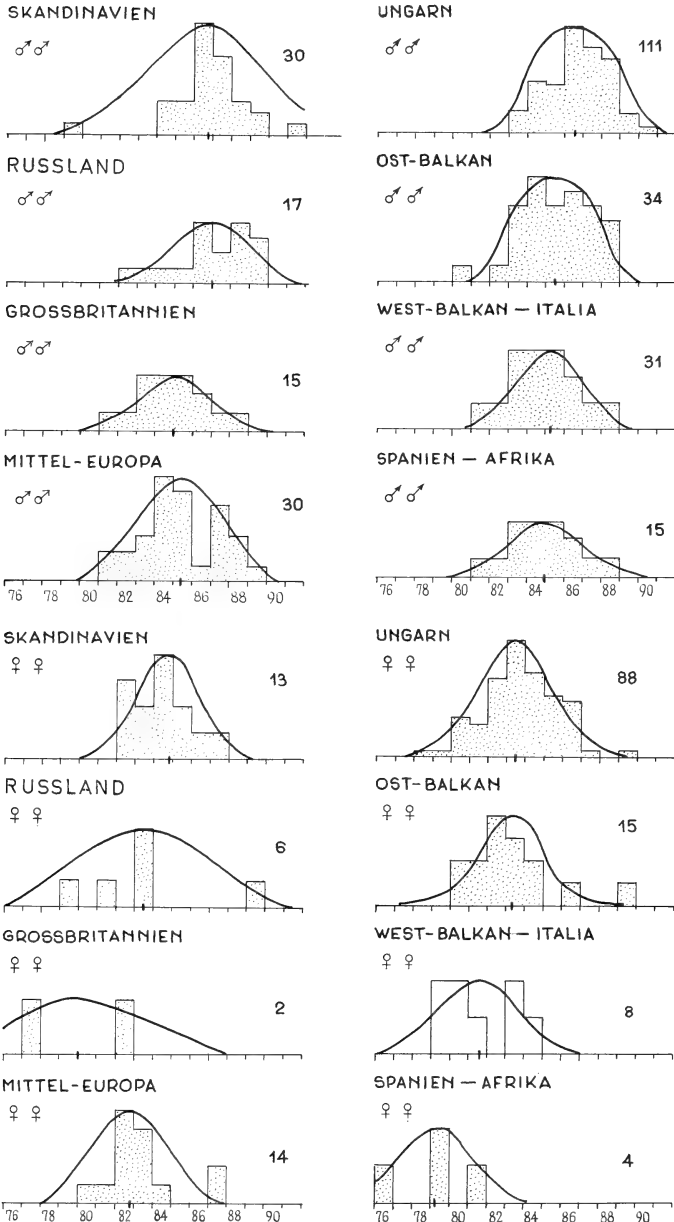 SKANDINAVIEN
♂♂
30
RUSSLAND
♂♂
17
GROSSBRITANNIEN
♂♂
15
MITTEL-EUROPA
♂♂
30
76 78 80 82 84 86 88 90
UNGARN
♂♂
111
OST-BALKAN
♂♂
34
WEST-BALKAN — ITALIA
♂♂
31
SPANIEN — AFRIKA
♂♂
15
76 78 80 82 84 86 88 90
SKANDINAVIEN
♀ ♀
13
RUSSLAND
♀ ♀
6
GROSSBRITANNIEN
♀ ♀
2
MITTEL-EUROPA
♀ ♀
14
76 78 80 82 84 86 88 90
UNGARN
♀ ♀
88
OST-BALKAN
♀ ♀
15
WEST-BALKAN — ITALIA
♀ ♀
8
SPANIEN — AFRIKA
♀ ♀
4
76 78 80 82 84 86 88 90